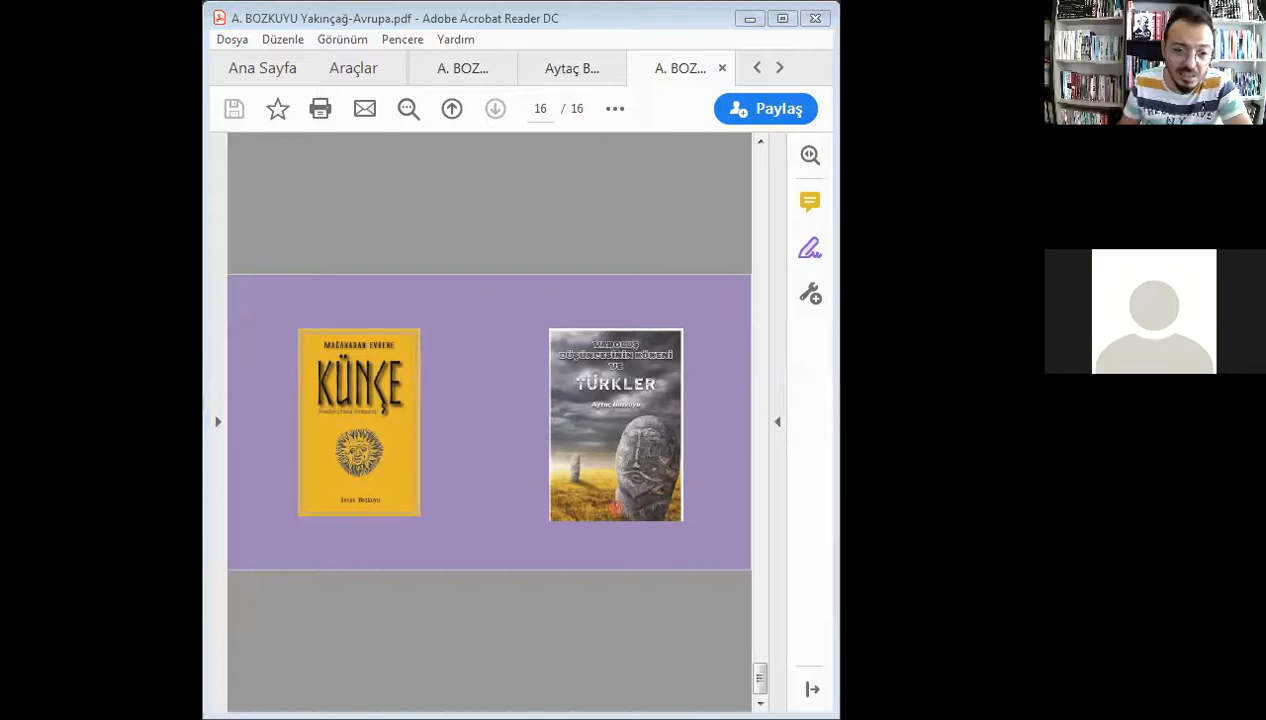 A. BOZKUYU Yakınçağ-Avrupa.pdf - Adobe Acrobat Reader DC
Dosya Düzenle Görünüm Pencere Yardım
Ana Sayfa Araçlar A. BOZ... Aytaç B... A. BOZ... ×
16 / 16 ••• Paylaş
MAĞARADAN EVRENE
KÜNÇE
Aytaç Bozkuyu
VAROLUŞ
DÜŞÜNCESİNİN KÖKENİ
VE
TÜRKLER
Aytaç Bozkuyu